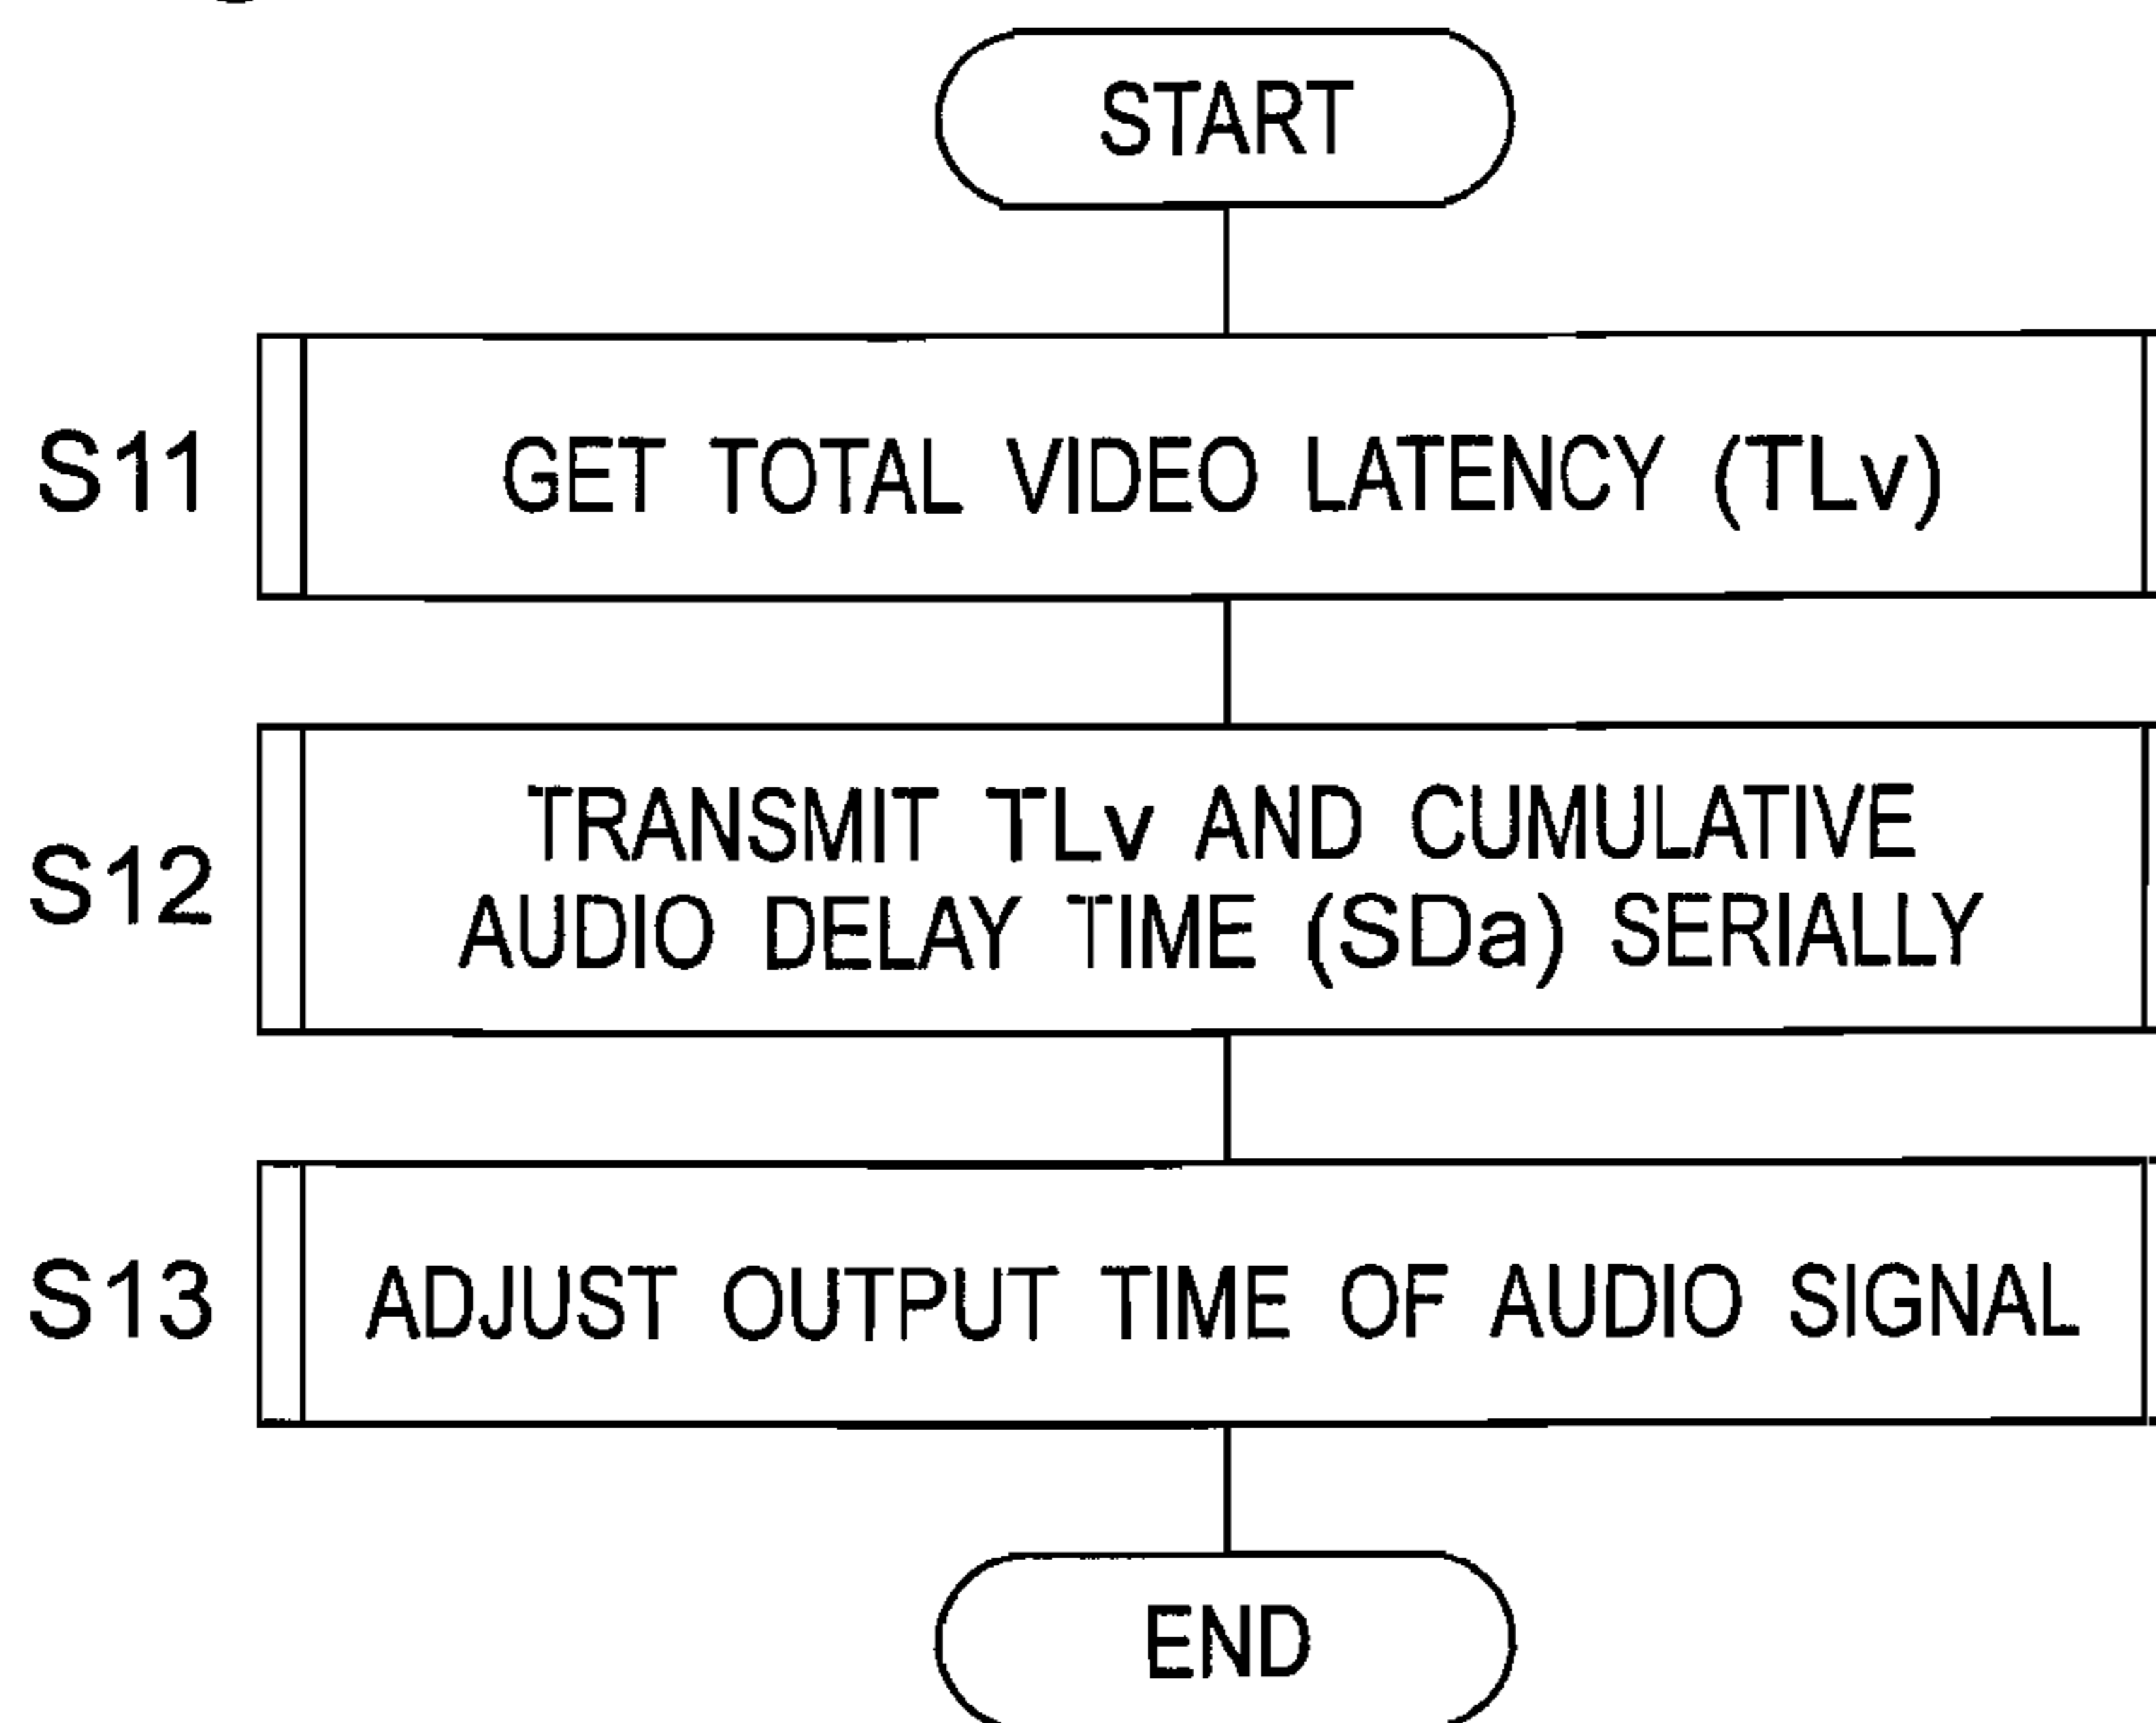 START
S11
GET TOTAL VIDEO LATENCY (TLv)
S12
TRANSMIT TLv AND CUMULATIVE
AUDIO DELAY TIME (SDa) SERIALLY
S13
ADJUST OUTPUT TIME OF AUDIO SIGNAL
END